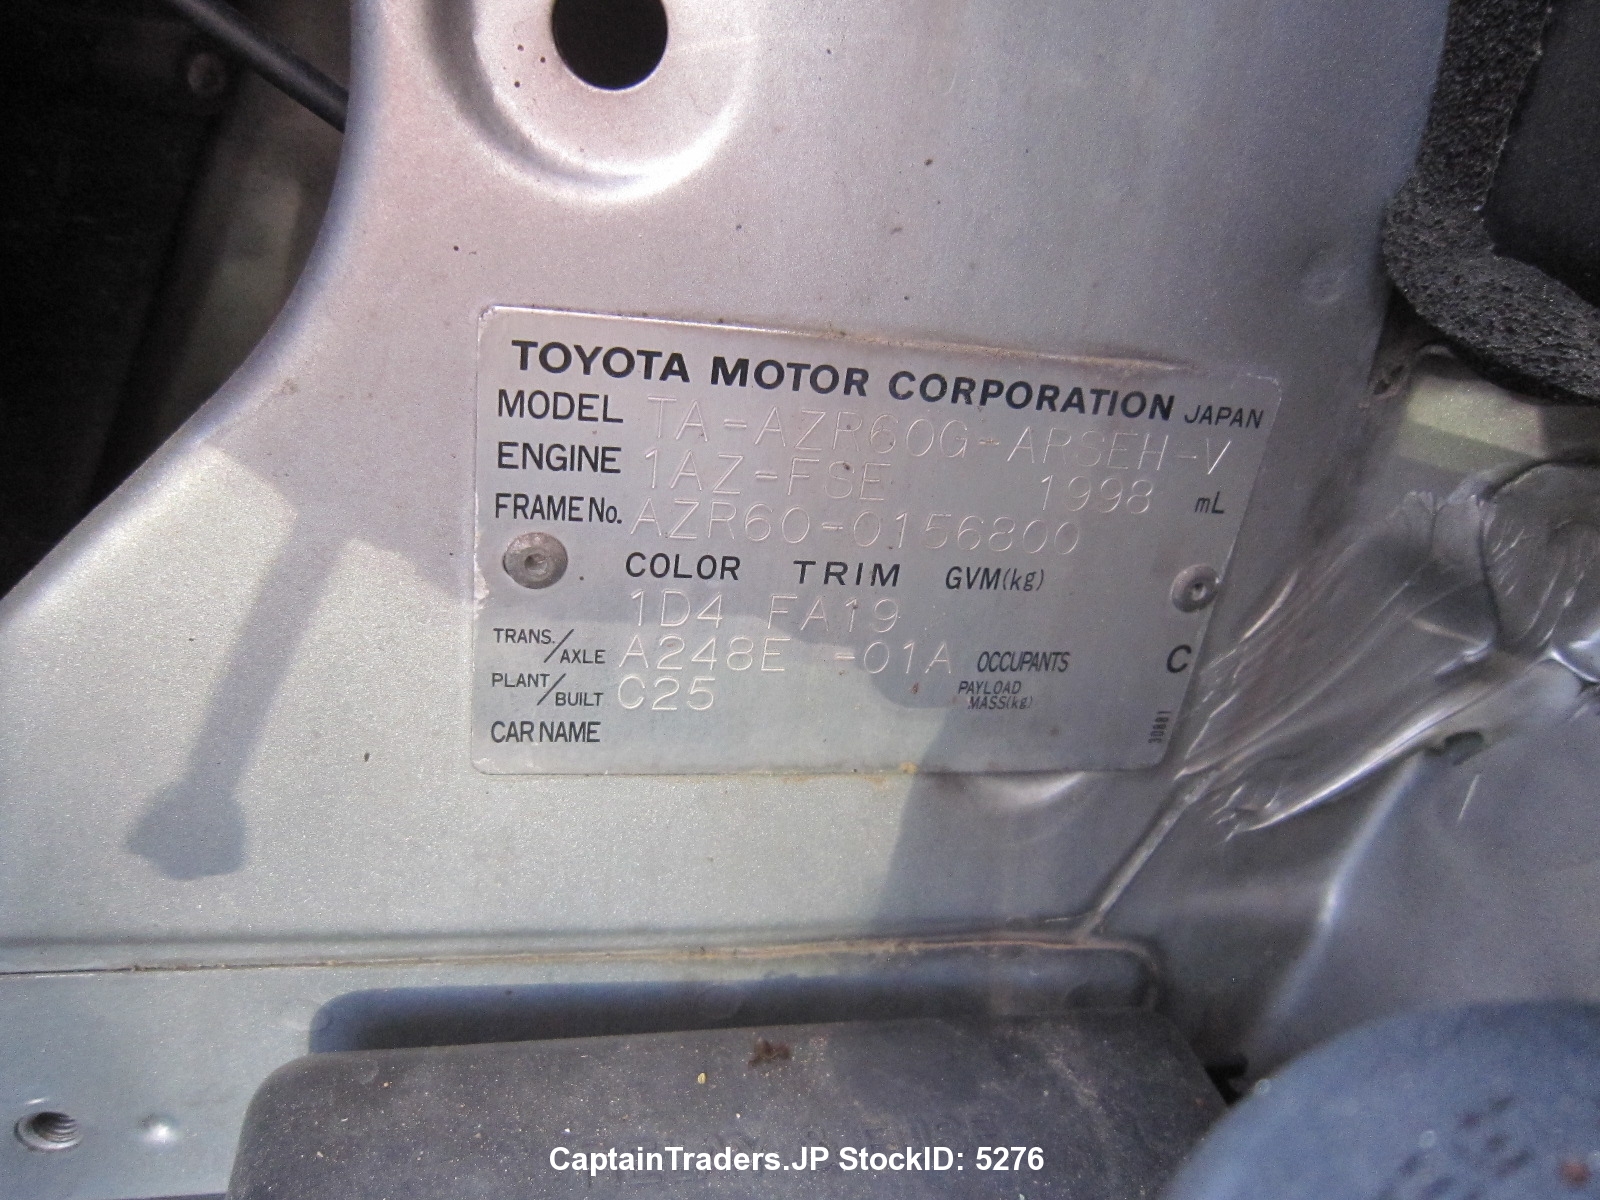 TOYOTA MOTOR CORPORATION JAPAN
MODEL TA-AZR60G-ARSEH-V
ENGINE 1AZ-FSE 1998 mL
FRAME No. AZR60-0156800
COLOR TRIM GVM(kg)
1D4 FA19
TRANS./AXLE A248E -01A OCCUPANTS C
PLANT/BUILT C25 PAYLOAD MASS(kg)
CAR NAME
30881
CaptainTraders.JP StockID: 5276